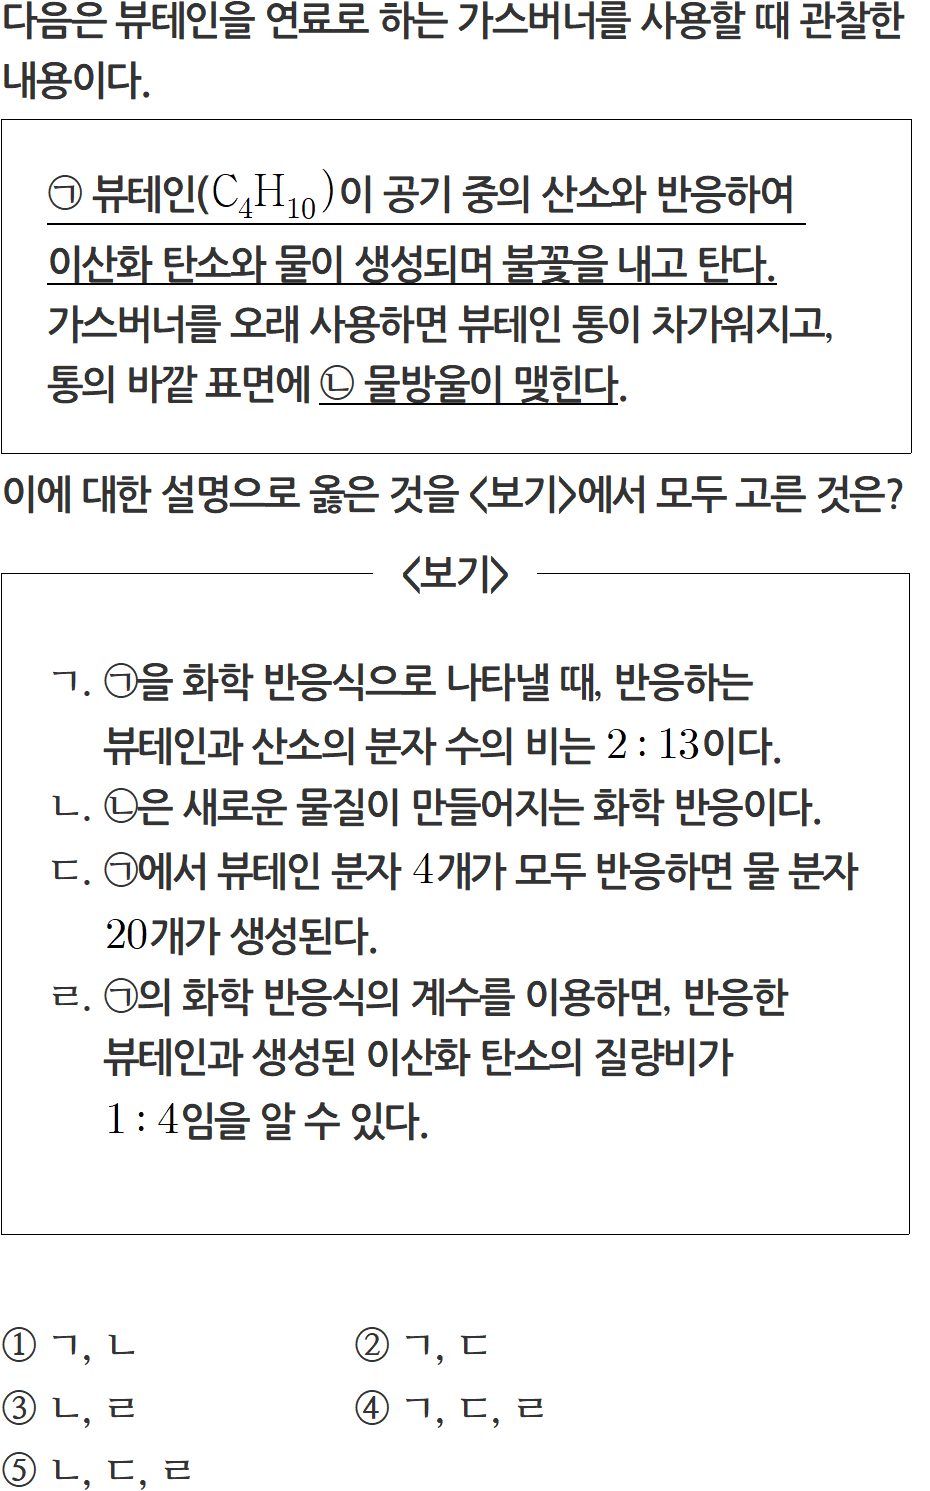 다음은 뷰테인을 연료로 하는 가스버너를 사용할 때 관찰한
내용이다.
㉠ 뷰테인(C₄H₁₀)이 공기 중의 산소와 반응하여
이산화 탄소와 물이 생성되며 불꽃을 내고 탄다.
가스버너를 오래 사용하면 뷰테인 통이 차가워지고,
통의 바깥 표면에 ㉡ 물방울이 맺힌다.
이에 대한 설명으로 옳은 것을 <보기>에서 모두 고른 것은?
<보기>
ㄱ. ㉠을 화학 반응식으로 나타낼 때, 반응하는
뷰테인과 산소의 분자 수의 비는 2 : 13이다.
ㄴ. ㉡은 새로운 물질이 만들어지는 화학 반응이다.
ㄷ. ㉠에서 뷰테인 분자 4개가 모두 반응하면 물 분자
20개가 생성된다.
ㄹ. ㉠의 화학 반응식의 계수를 이용하면, 반응한
뷰테인과 생성된 이산화 탄소의 질량비가
1 : 4임을 알 수 있다.
① ㄱ, ㄴ ② ㄱ, ㄷ
③ ㄴ, ㄹ ④ ㄱ, ㄷ, ㄹ
⑤ ㄴ, ㄷ, ㄹ